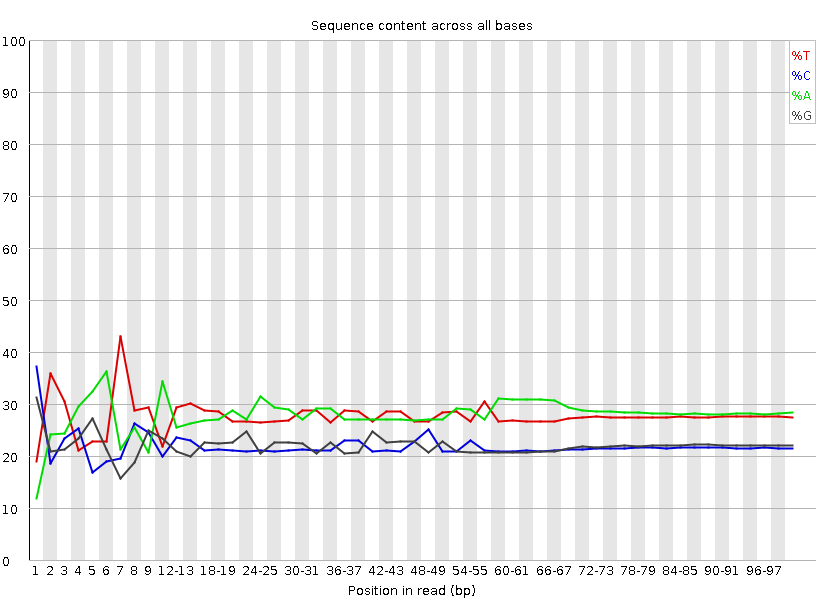 Sequence content across all bases
100
90
80
70
60
50
40
30
20
10
0
%T
%C
%A
%G
1 2 3 4 5 6 7 8 9 12-13 18-19 24-25 30-31 36-37 42-43 48-49 54-55 60-61 66-67 72-73 78-79 84-85 90-91 96-97
Position in read (bp)